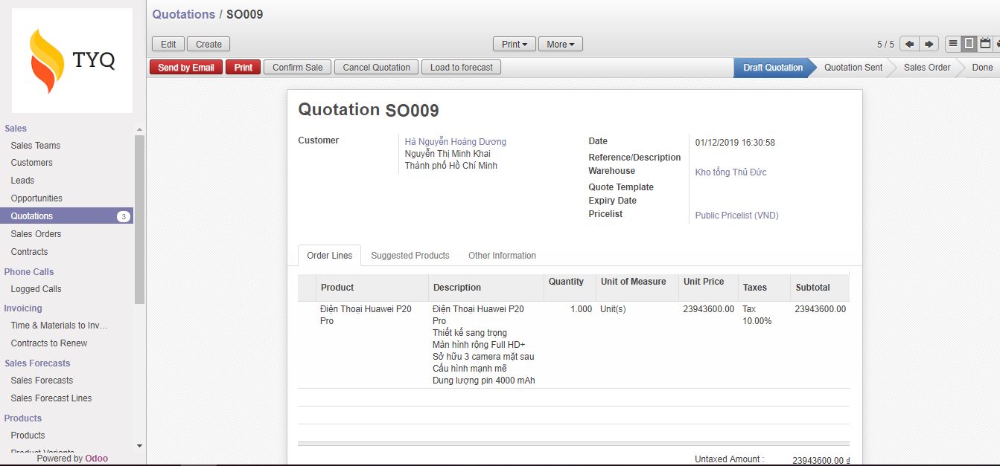 TYQ
Sales
Sales Teams
Customers
Leads
Opportunities
Quotations 3
Sales Orders
Contracts
Phone Calls
Logged Calls
Invoicing
Time & Materials to Inv…
Contracts to Renew
Sales Forecasts
Sales Forecasts
Sales Forecast Lines
Products
Products
Product Variants
Powered by Odoo
Quotations / SO009
Edit Create Print More 5 / 5
Send by Email Print Confirm Sale Cancel Quotation Load to forecast Draft Quotation Quotation Sent Sales Order Done
Quotation SO009
Customer
Hà Nguyễn Hoàng Dương
Nguyễn Thị Minh Khai
Thành phố Hồ Chí Minh
Date 01/12/2019 16:30:58
Reference/Description
Warehouse Kho tổng Thủ Đức
Quote Template
Expiry Date
Pricelist Public Pricelist (VND)
Order Lines Suggested Products Other Information
Product Description Quantity Unit of Measure Unit Price Taxes Subtotal
Điện Thoại Huawei P20 Điện Thoại Huawei P20 1.000 Unit(s) 23943600.00 Tax 23943600.00
Pro Pro 10.00%
Thiết kế sang trọng
Màn hình rộng Full HD+
Sở hữu 3 camera mặt sau
Cấu hình mạnh mẽ
Dung lượng pin 4000 mAh
Untaxed Amount : 23943600.00 ₫